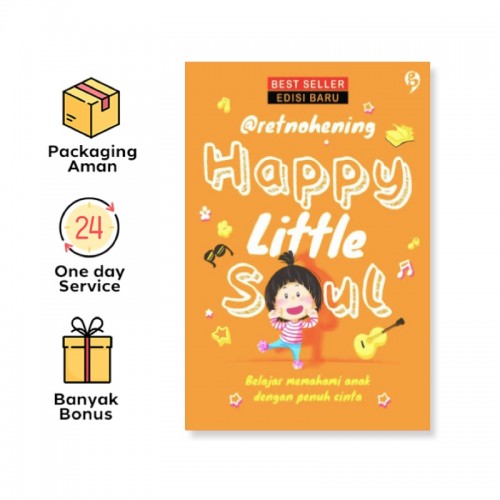 Packaging
Aman
24
One day
Service
Banyak
Bonus
BEST SELLER
EDISI BARU
@retnohening
Happy
Little
Soul
Belajar memahami anak
dengan penuh cinta